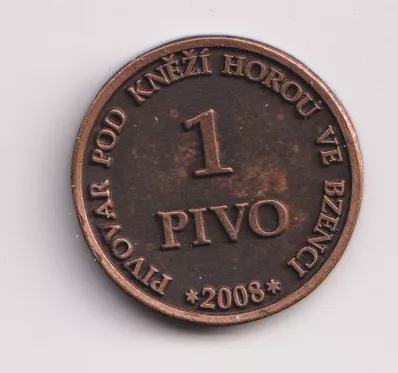 PIVOVAR POD KNĚŽÍ HOROU VE BZENCI
1
PIVO
*2008*